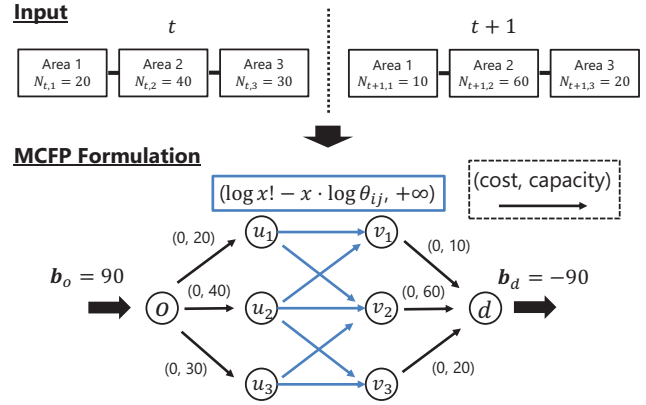 Input
t
t + 1
Area 1
N_{t,1} = 20
Area 2
N_{t,2} = 40
Area 3
N_{t,3} = 30
Area 1
N_{t+1,1} = 10
Area 2
N_{t+1,2} = 60
Area 3
N_{t+1,3} = 20
MCFP Formulation
(log x! − x · log θ_{ij}, +∞)
(cost, capacity)
b_o = 90
(0, 20)
(0, 40)
(0, 30)
o
u_1
u_2
u_3
v_1
v_2
v_3
(0, 10)
(0, 60)
(0, 20)
d
b_d = −90